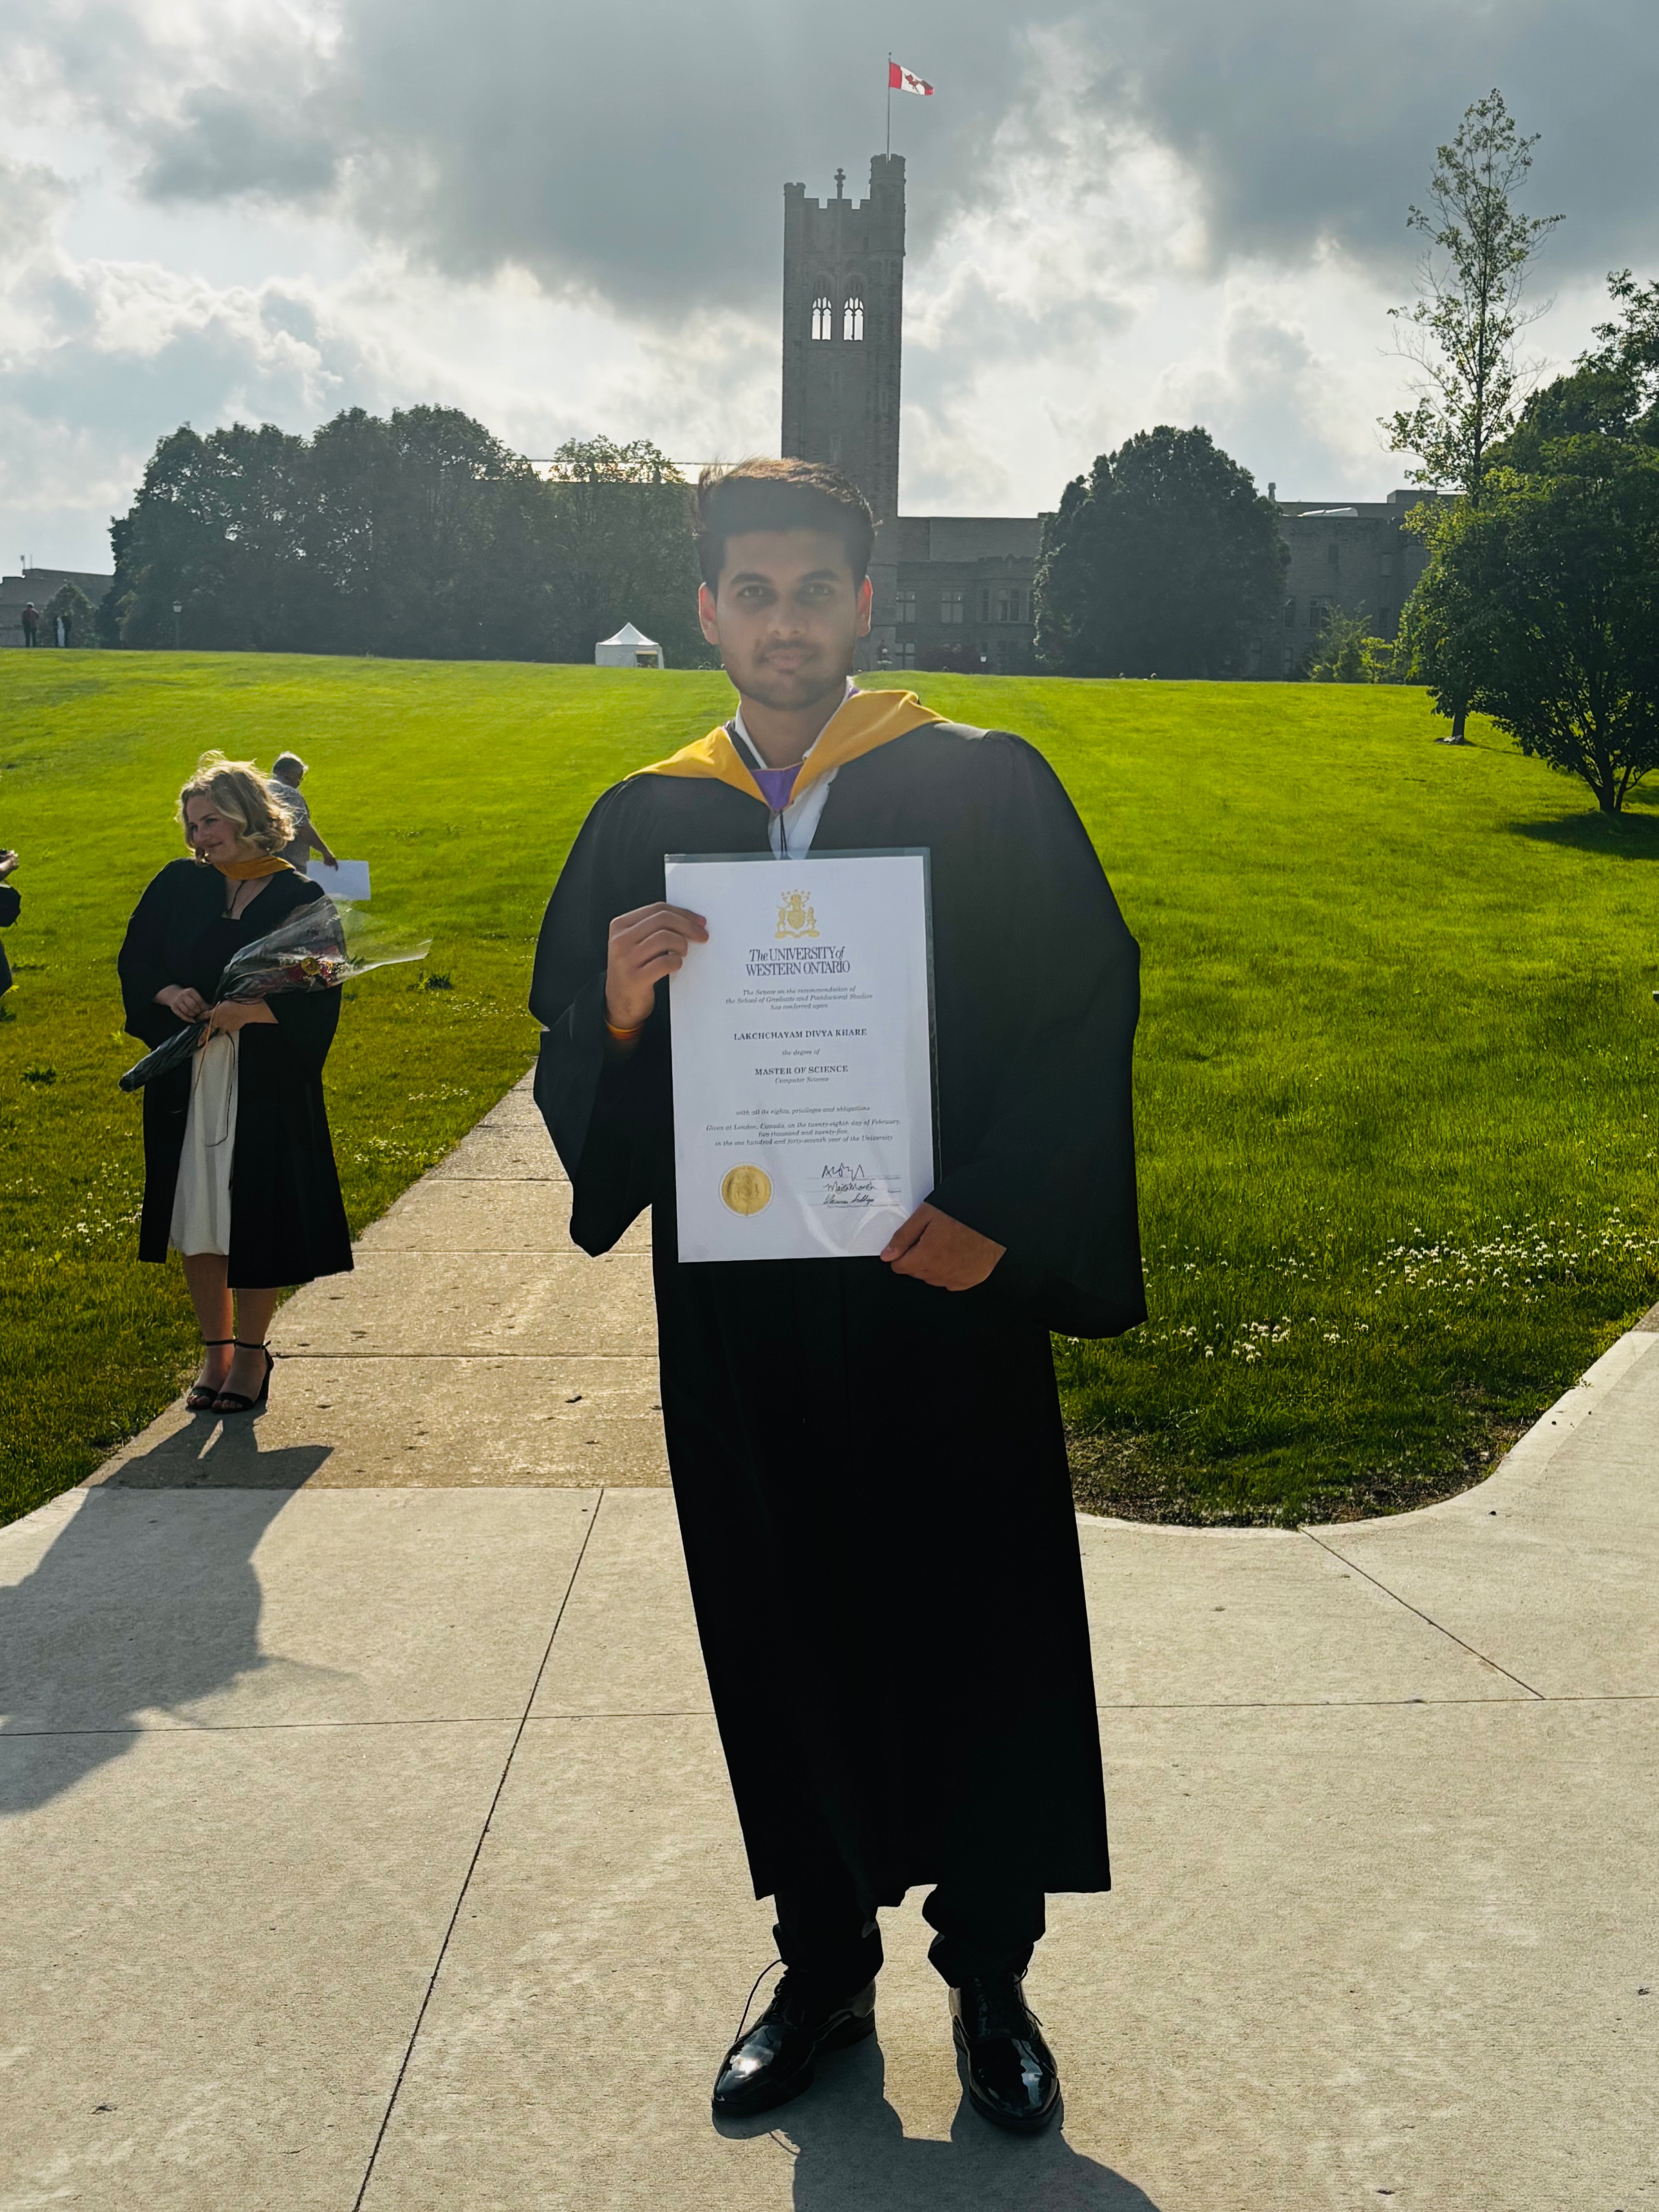 The UNIVERSITY of
WESTERN ONTARIO
The Senate on the recommendation of
the School of Graduate and Postdoctoral Studies
has conferred upon
LAKCHCHAYAM DIVYA KHARE
the degree of
MASTER OF SCIENCE
Computer Science
with all its rights, privileges and obligations
Given at London, Canada, on the twenty-eighth day of February,
two thousand and twenty-five,
in the one hundred and forty-seventh year of the University